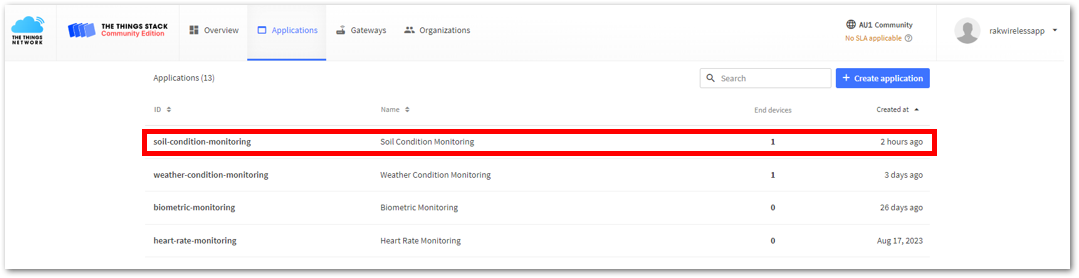 THE THINGS NETWORK
THE THINGS STACK
Community Edition
Overview
Applications
Gateways
Organizations
AU1 Community
No SLA applicable
rakwirelessapp
Applications (13)
Search
+ Create application
ID Name End devices Created at
soil-condition-monitoring Soil Condition Monitoring 1 2 hours ago
weather-condition-monitoring Weather Condition Monitoring 1 3 days ago
biometric-monitoring Biometric Monitoring 0 26 days ago
heart-rate-monitoring Heart Rate Monitoring 0 Aug 17, 2023